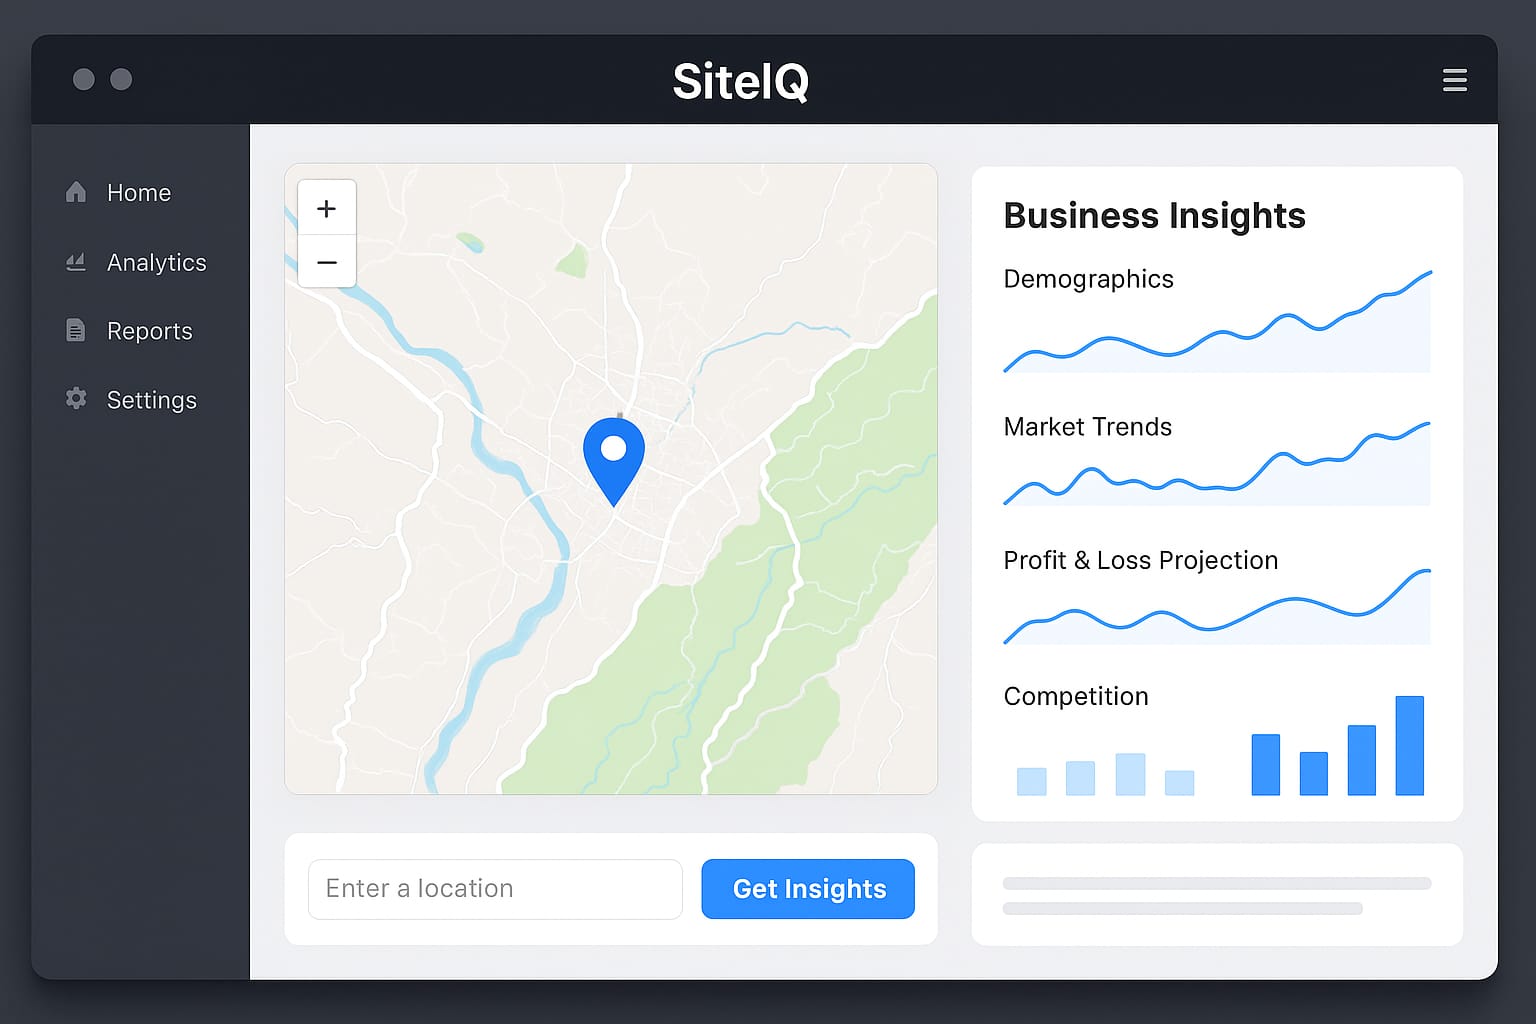 SiteIQ
Home
Analytics
Reports
Settings
+
−
Business Insights
Demographics
Market Trends
Profit & Loss Projection
Competition
Enter a location
Get Insights